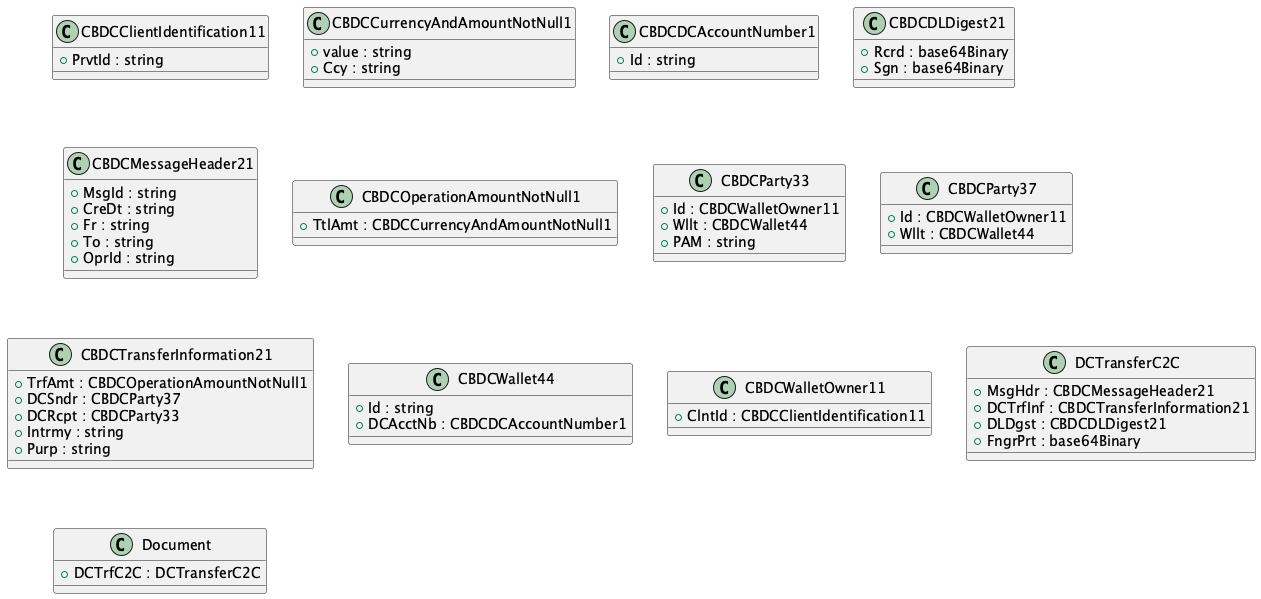 C CBDCClientIdentification11
PrvtId : string
C CBDCCurrencyAndAmountNotNull1
value : string
Ccy : string
C CBDCDCAccountNumber1
Id : string
C CBDCDLDigest21
Rcrd : base64Binary
Sgn : base64Binary
C CBDCMessageHeader21
MsgId : string
CreDt : string
Fr : string
To : string
OprId : string
C CBDCOperationAmountNotNull1
TtlAmt : CBDCCurrencyAndAmountNotNull1
C CBDCParty33
Id : CBDCWalletOwner11
Wllt : CBDCWallet44
PAM : string
C CBDCParty37
Id : CBDCWalletOwner11
Wllt : CBDCWallet44
C CBDCTransferInformation21
TrfAmt : CBDCOperationAmountNotNull1
DCSndr : CBDCParty37
DCRcpt : CBDCParty33
Intrmy : string
Purp : string
C CBDCWallet44
Id : string
DCAcctNb : CBDCDCAccountNumber1
C CBDCWalletOwner11
ClntId : CBDCClientIdentification11
C DCTransferC2C
MsgHdr : CBDCMessageHeader21
DCTrfInf : CBDCTransferInformation21
DLDgst : CBDCDLDigest21
FngrPrt : base64Binary
C Document
DCTrfC2C : DCTransferC2C